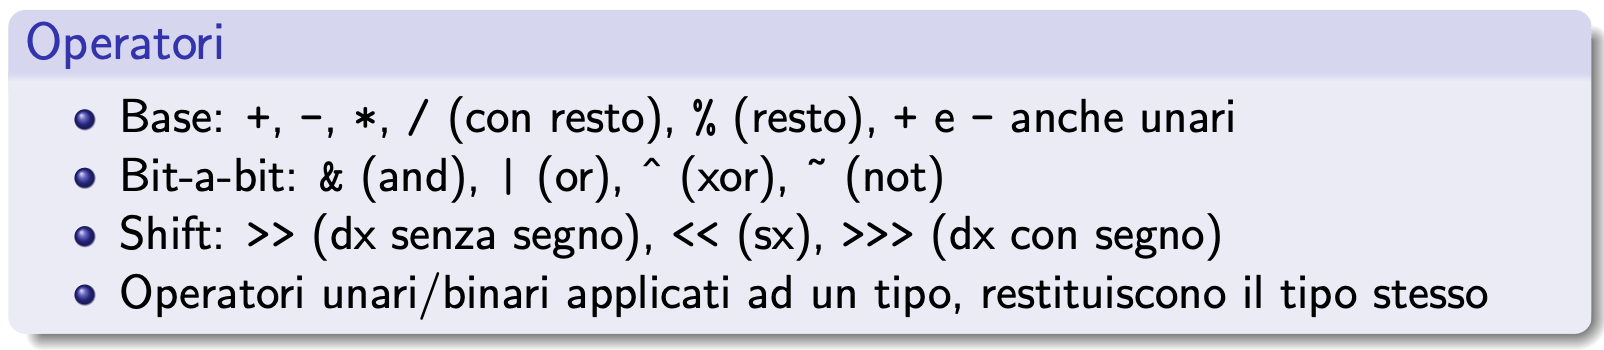 Operatori
Base: +, -, *, / (con resto), % (resto), + e - anche unari
Bit-a-bit: & (and), | (or), ^ (xor), ~ (not)
Shift: >> (dx senza segno), << (sx), >>> (dx con segno)
Operatori unari/binari applicati ad un tipo, restituiscono il tipo stesso